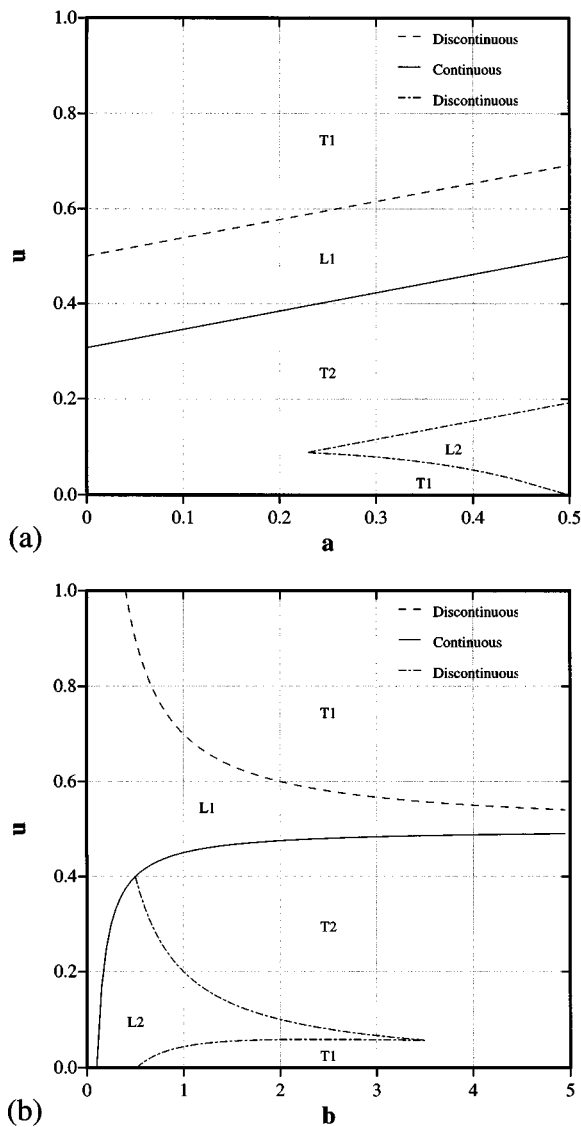 1.0
Discontinuous
Continuous
Discontinuous
0.8
T1
0.6
u
L1
0.4
T2
0.2
L2
T1
0.0
0
0.1
0.2
0.3
0.4
0.5
(a)
a
1.0
Discontinuous
Continuous
Discontinuous
0.8
T1
0.6
L1
u
0.4
T2
0.2
L2
T1
0.0
0
1
2
3
4
5
(b)
b